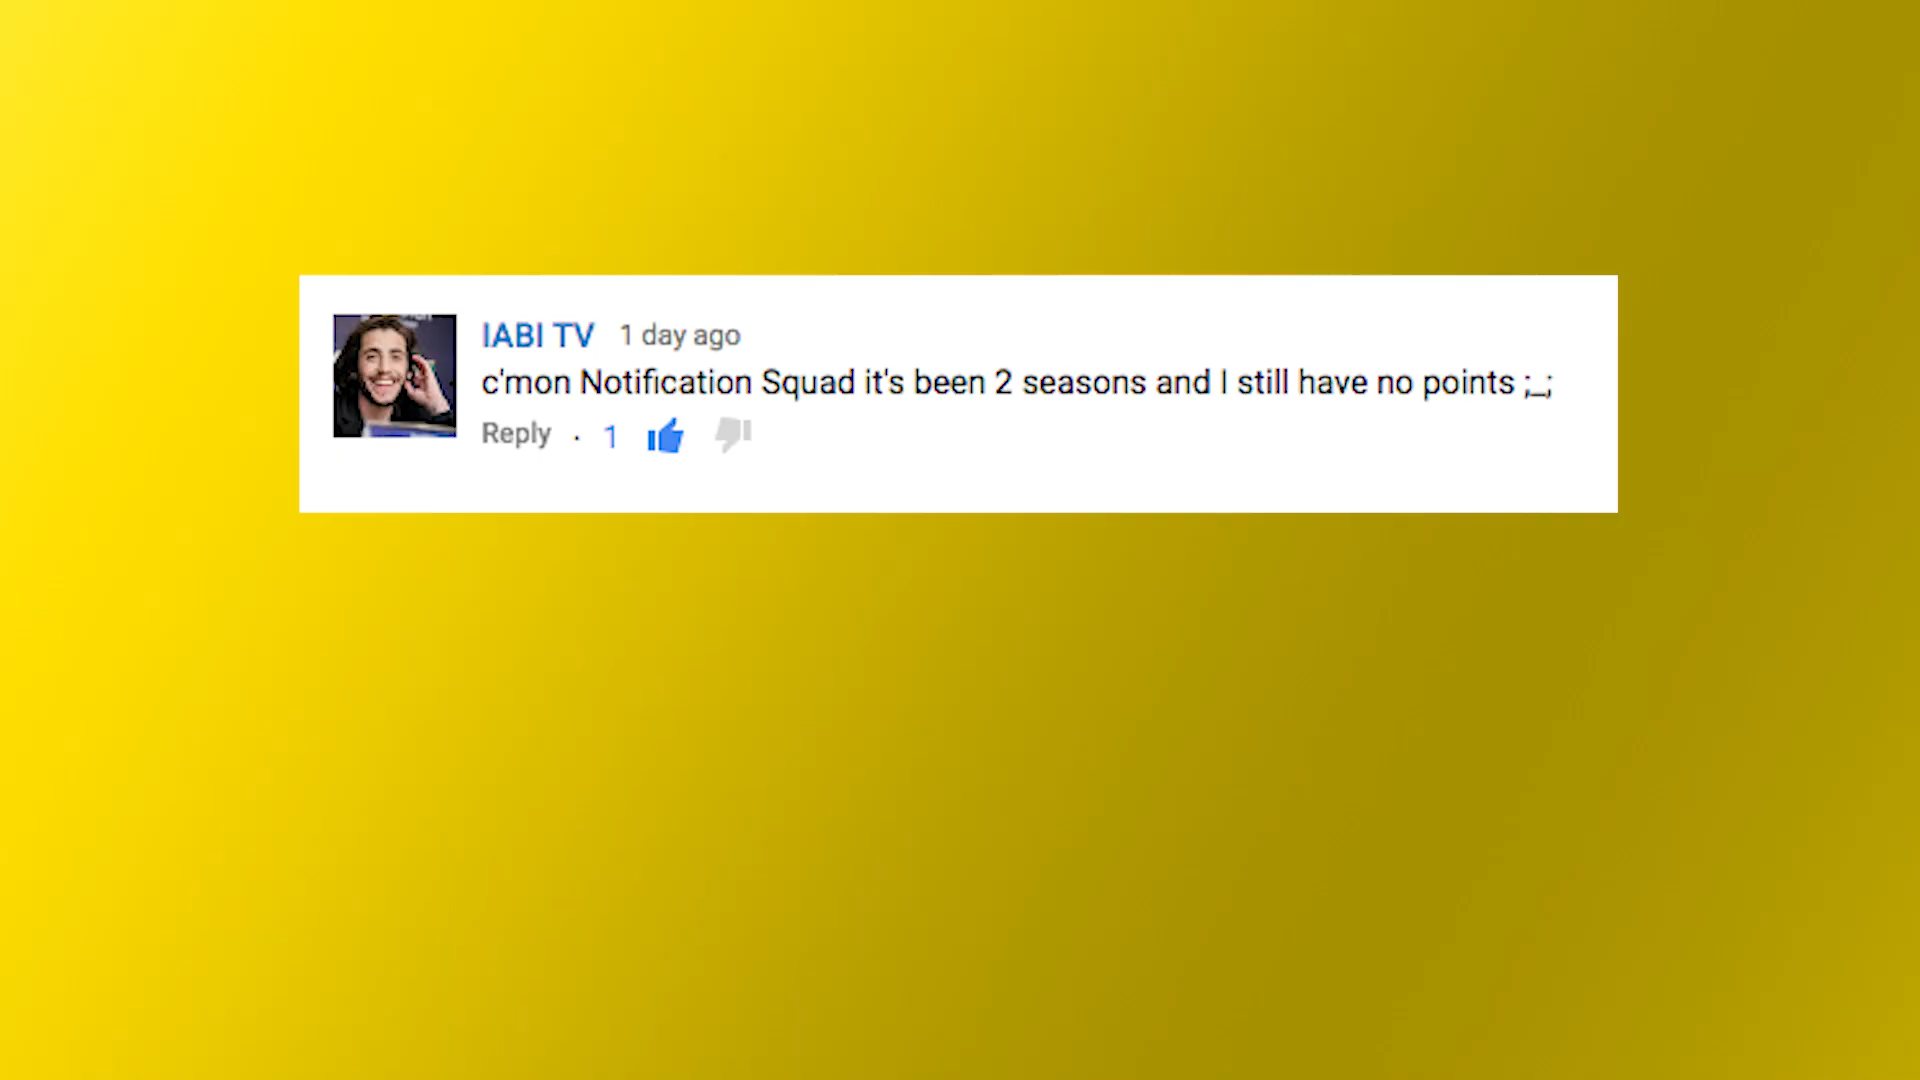 IABI TV 1 day ago
c'mon Notification Squad it's been 2 seasons and I still have no points ;_;
Reply · 1